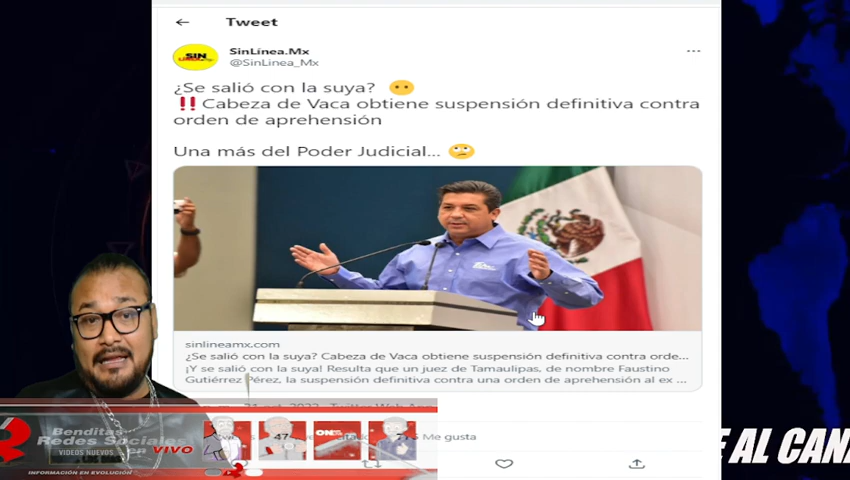 Tweet
SIN
SinLínea.Mx
@SinLinea_Mx
¿Se salió con la suya? 😶
‼️Cabeza de Vaca obtiene suspensión definitiva contra
orden de aprehensión
Una más del Poder Judicial... 🙄
sinlineamx.com
¿Se salió con la suya? Cabeza de Vaca obtiene suspensión definitiva contra orde...
¡Y se salió con la suya! Resulta que un juez de Tamaulipas, de nombre Faustino
Gutiérrez Pérez, la suspensión definitiva contra una orden de aprehensión al ex ...
Me gusta
Benditas
Redes Sociales
VIDEOS NUEVOS
VIVO
INFORMACIÓN EN EVOLUCIÓN
E AL CANA